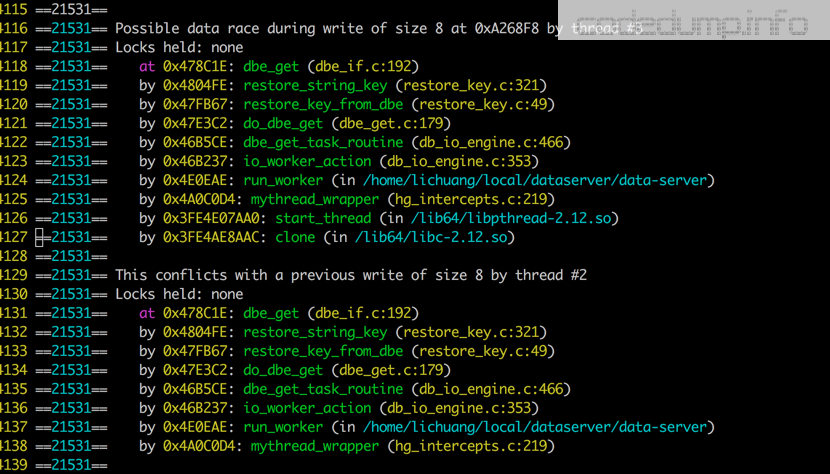 4115 ==21531==
4116 ==21531== Possible data race during write of size 8 at 0xA268F8 by thread #3
4117 ==21531== Locks held: none
4118 ==21531==    at 0x478C1E: dbe_get (dbe_if.c:192)
4119 ==21531==    by 0x4804FE: restore_string_key (restore_key.c:321)
4120 ==21531==    by 0x47FB67: restore_key_from_dbe (restore_key.c:49)
4121 ==21531==    by 0x47E3C2: do_dbe_get (dbe_get.c:179)
4122 ==21531==    by 0x46B5CE: dbe_get_task_routine (db_io_engine.c:466)
4123 ==21531==    by 0x46B237: io_worker_action (db_io_engine.c:353)
4124 ==21531==    by 0x4E0EAE: run_worker (in /home/lichuang/local/dataserver/data-server)
4125 ==21531==    by 0x4A0C0D4: mythread_wrapper (hg_intercepts.c:219)
4126 ==21531==    by 0x3FE4E07AA0: start_thread (in /lib64/libpthread-2.12.so)
4127 ==21531==    by 0x3FE4AE8AAC: clone (in /lib64/libc-2.12.so)
4128 ==21531==
4129 ==21531== This conflicts with a previous write of size 8 by thread #2
4130 ==21531== Locks held: none
4131 ==21531==    at 0x478C1E: dbe_get (dbe_if.c:192)
4132 ==21531==    by 0x4804FE: restore_string_key (restore_key.c:321)
4133 ==21531==    by 0x47FB67: restore_key_from_dbe (restore_key.c:49)
4134 ==21531==    by 0x47E3C2: do_dbe_get (dbe_get.c:179)
4135 ==21531==    by 0x46B5CE: dbe_get_task_routine (db_io_engine.c:466)
4136 ==21531==    by 0x46B237: io_worker_action (db_io_engine.c:353)
4137 ==21531==    by 0x4E0EAE: run_worker (in /home/lichuang/local/dataserver/data-server)
4138 ==21531==    by 0x4A0C0D4: mythread_wrapper (hg_intercepts.c:219)
4139 ==21531==